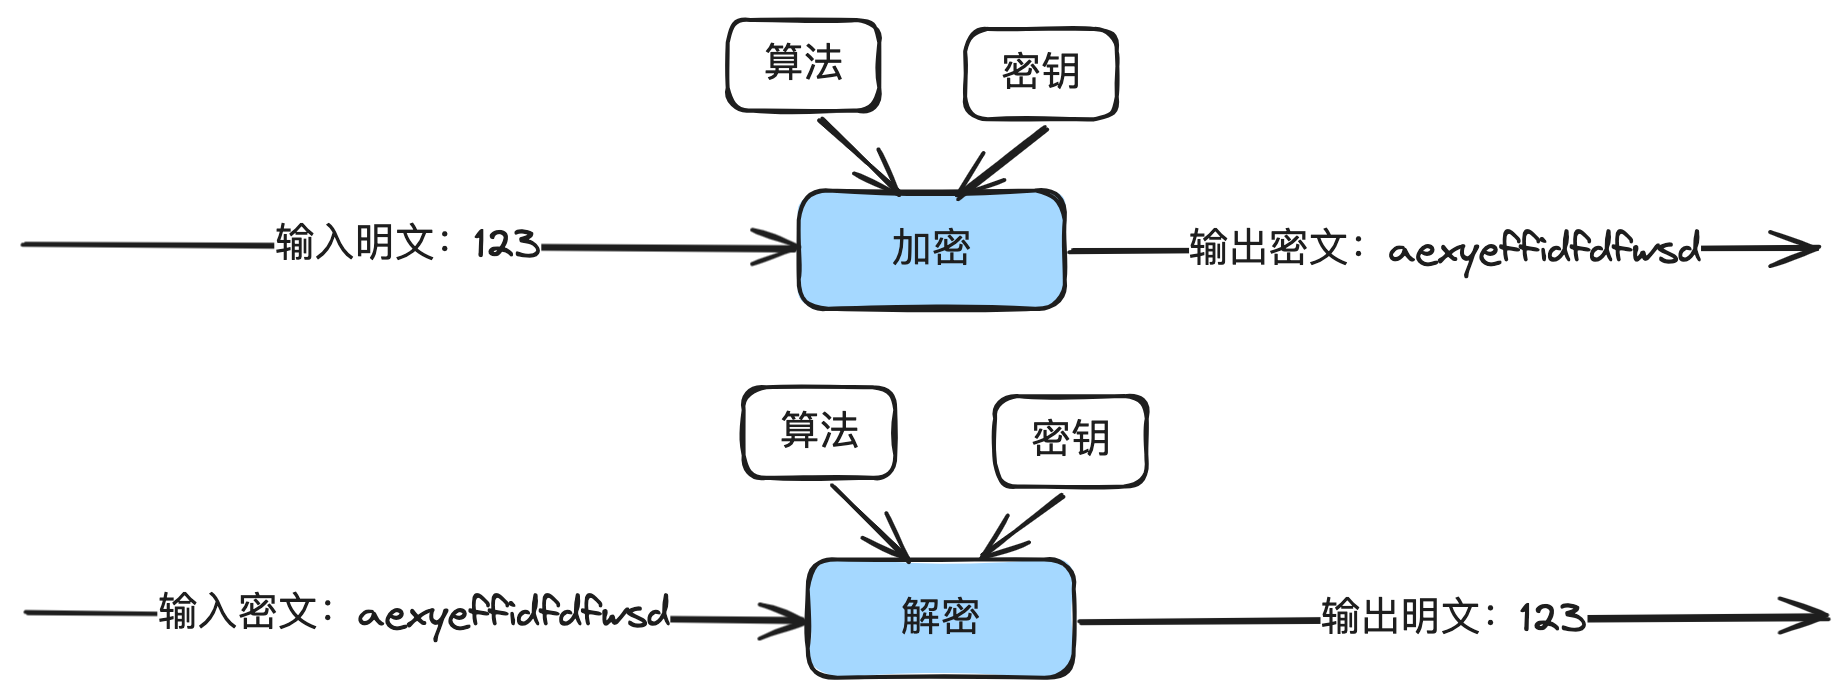 算法
密钥
输入明文：123
加密
输出密文：aexyeffidfdfwsd
算法
密钥
输入密文：aexyeffidfdfwsd
解密
输出明文：123